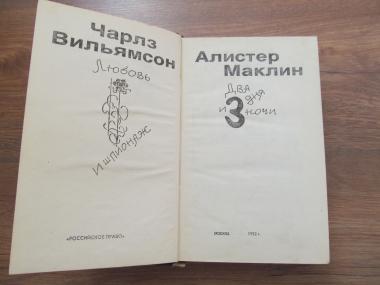 Чарлз
Вильямсон
Любовь
и шпионаж
«РОССИЙСКОЕ ПРАВО»
Алистер
Маклин
Два
дня
и 3 ночи
МОСКВА 1992 г.